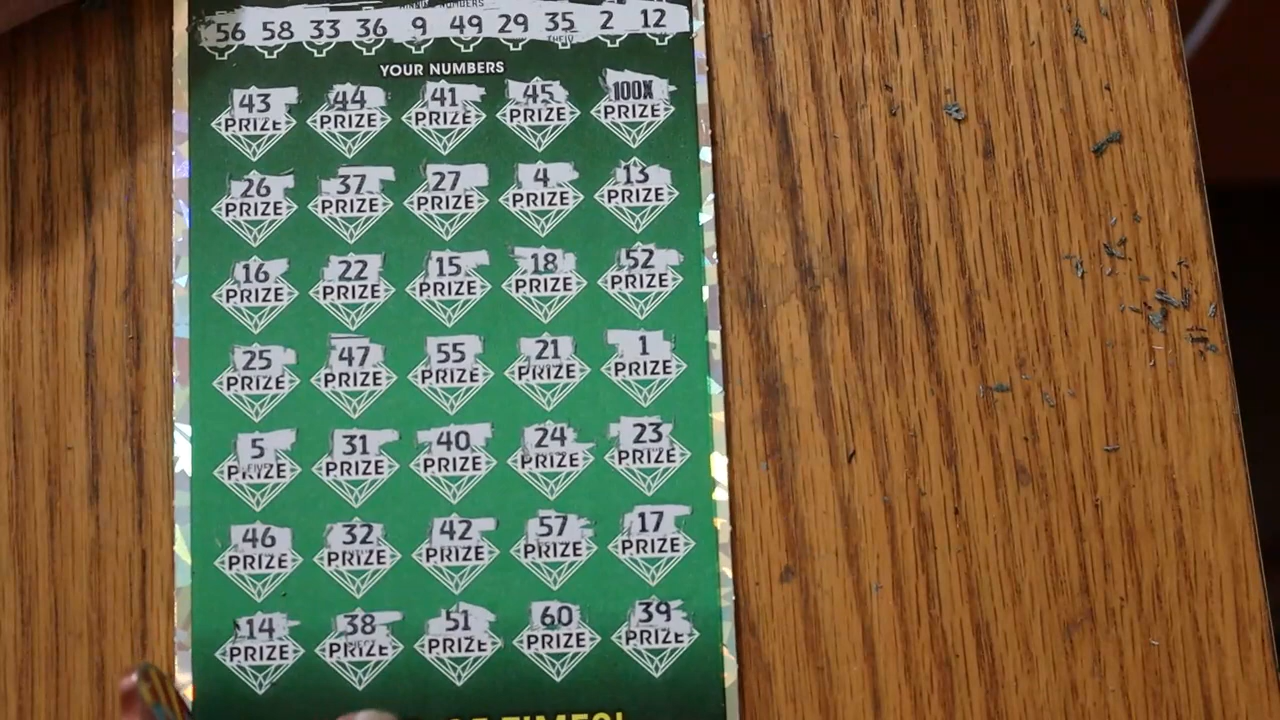 WINNING NUMBERS
56 58 33 36 9 49 29 35 2 12
YOUR NUMBERS
43 44 41 45 100X
PRIZE PRIZE PRIZE PRIZE PRIZE
26 37 27 4 13
PRIZE PRIZE PRIZE PRIZE PRIZE
16 22 15 18 52
PRIZE PRIZE PRIZE PRIZE PRIZE
25 47 55 21 1
PRIZE PRIZE PRIZE PRIZE PRIZE
5 31 40 24 23
PRIZE PRIZE PRIZE PRIZE PRIZE
46 32 42 57 17
PRIZE PRIZE PRIZE PRIZE PRIZE
14 38 51 60 39
PRIZE PRIZE PRIZE PRIZE PRIZE
TIMES!